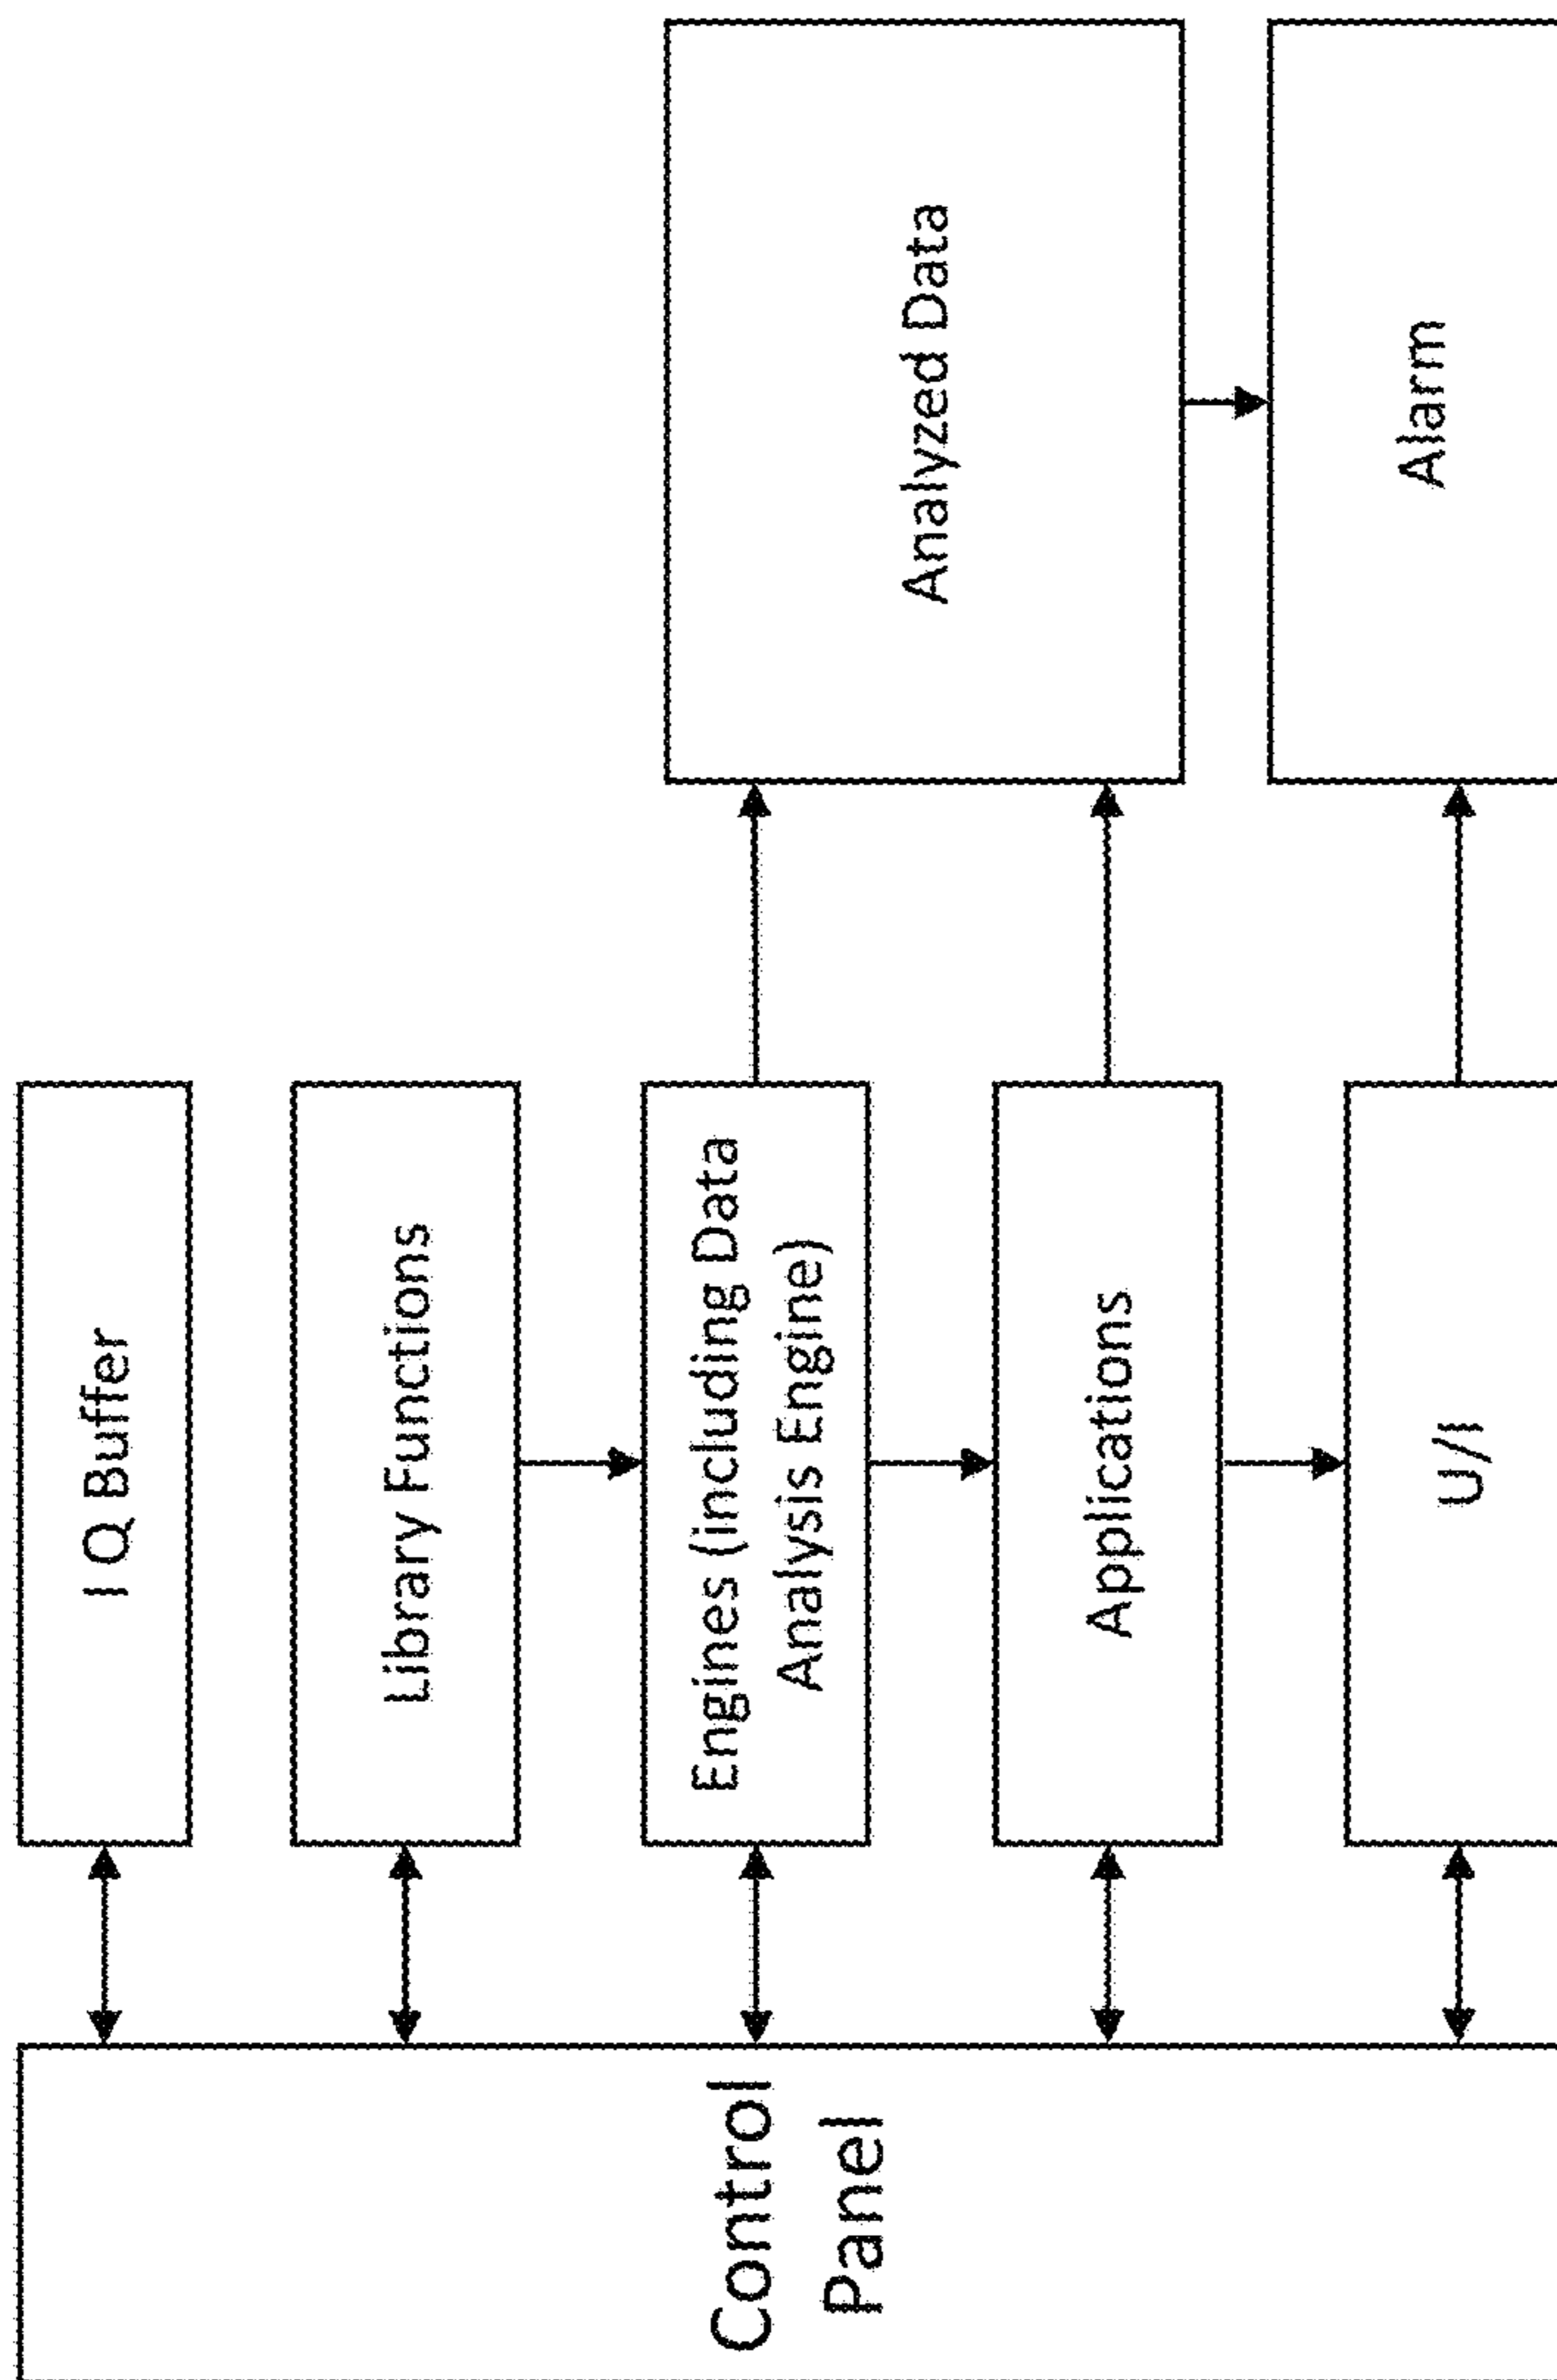 Control
Panel
I Q Buffer
Library Functions
Engines (including Data
Analysis Engine)
Applications
U/I
Analyzed Data
Alarm